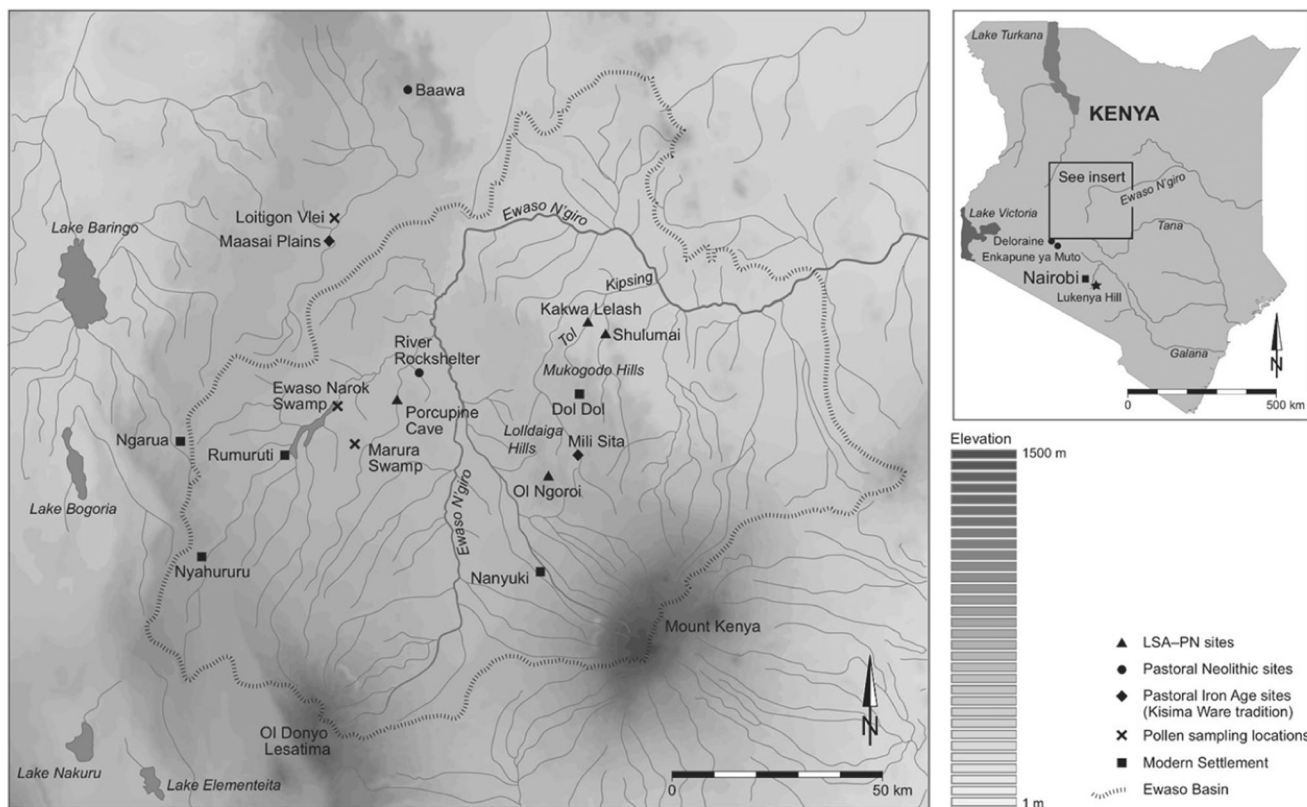 Baawa
Loitigon Vlei
Maasai Plains
Lake Baringo
Ewaso N'giro
Kipsing
Kakwa Lelash
Tol
Shulumai
River
Rockshelter
Mukogodo Hills
Ewaso Narok
Swamp
Dol Dol
Porcupine
Cave
Lolldaiga
Hills
Mili Sita
Ngarua
Rumuruti
Marura
Swamp
Ol Ngoroi
Lake Bogoria
Ewaso N'giro
Nyahururu
Nanyuki
Mount Kenya
Ol Donyo
Lesatima
Lake Nakuru
Lake Elementeita
N
0 50 km
Lake Turkana
KENYA
See insert
Ewaso N'giro
Lake Victoria
Tana
Deloraine
Enkapune ya Muto
Nairobi
Lukenya Hill
Galana
N
0 500 km
Elevation
1500 m
1 m
LSA–PN sites
Pastoral Neolithic sites
Pastoral Iron Age sites
(Kisima Ware tradition)
Pollen sampling locations
Modern Settlement
Ewaso Basin